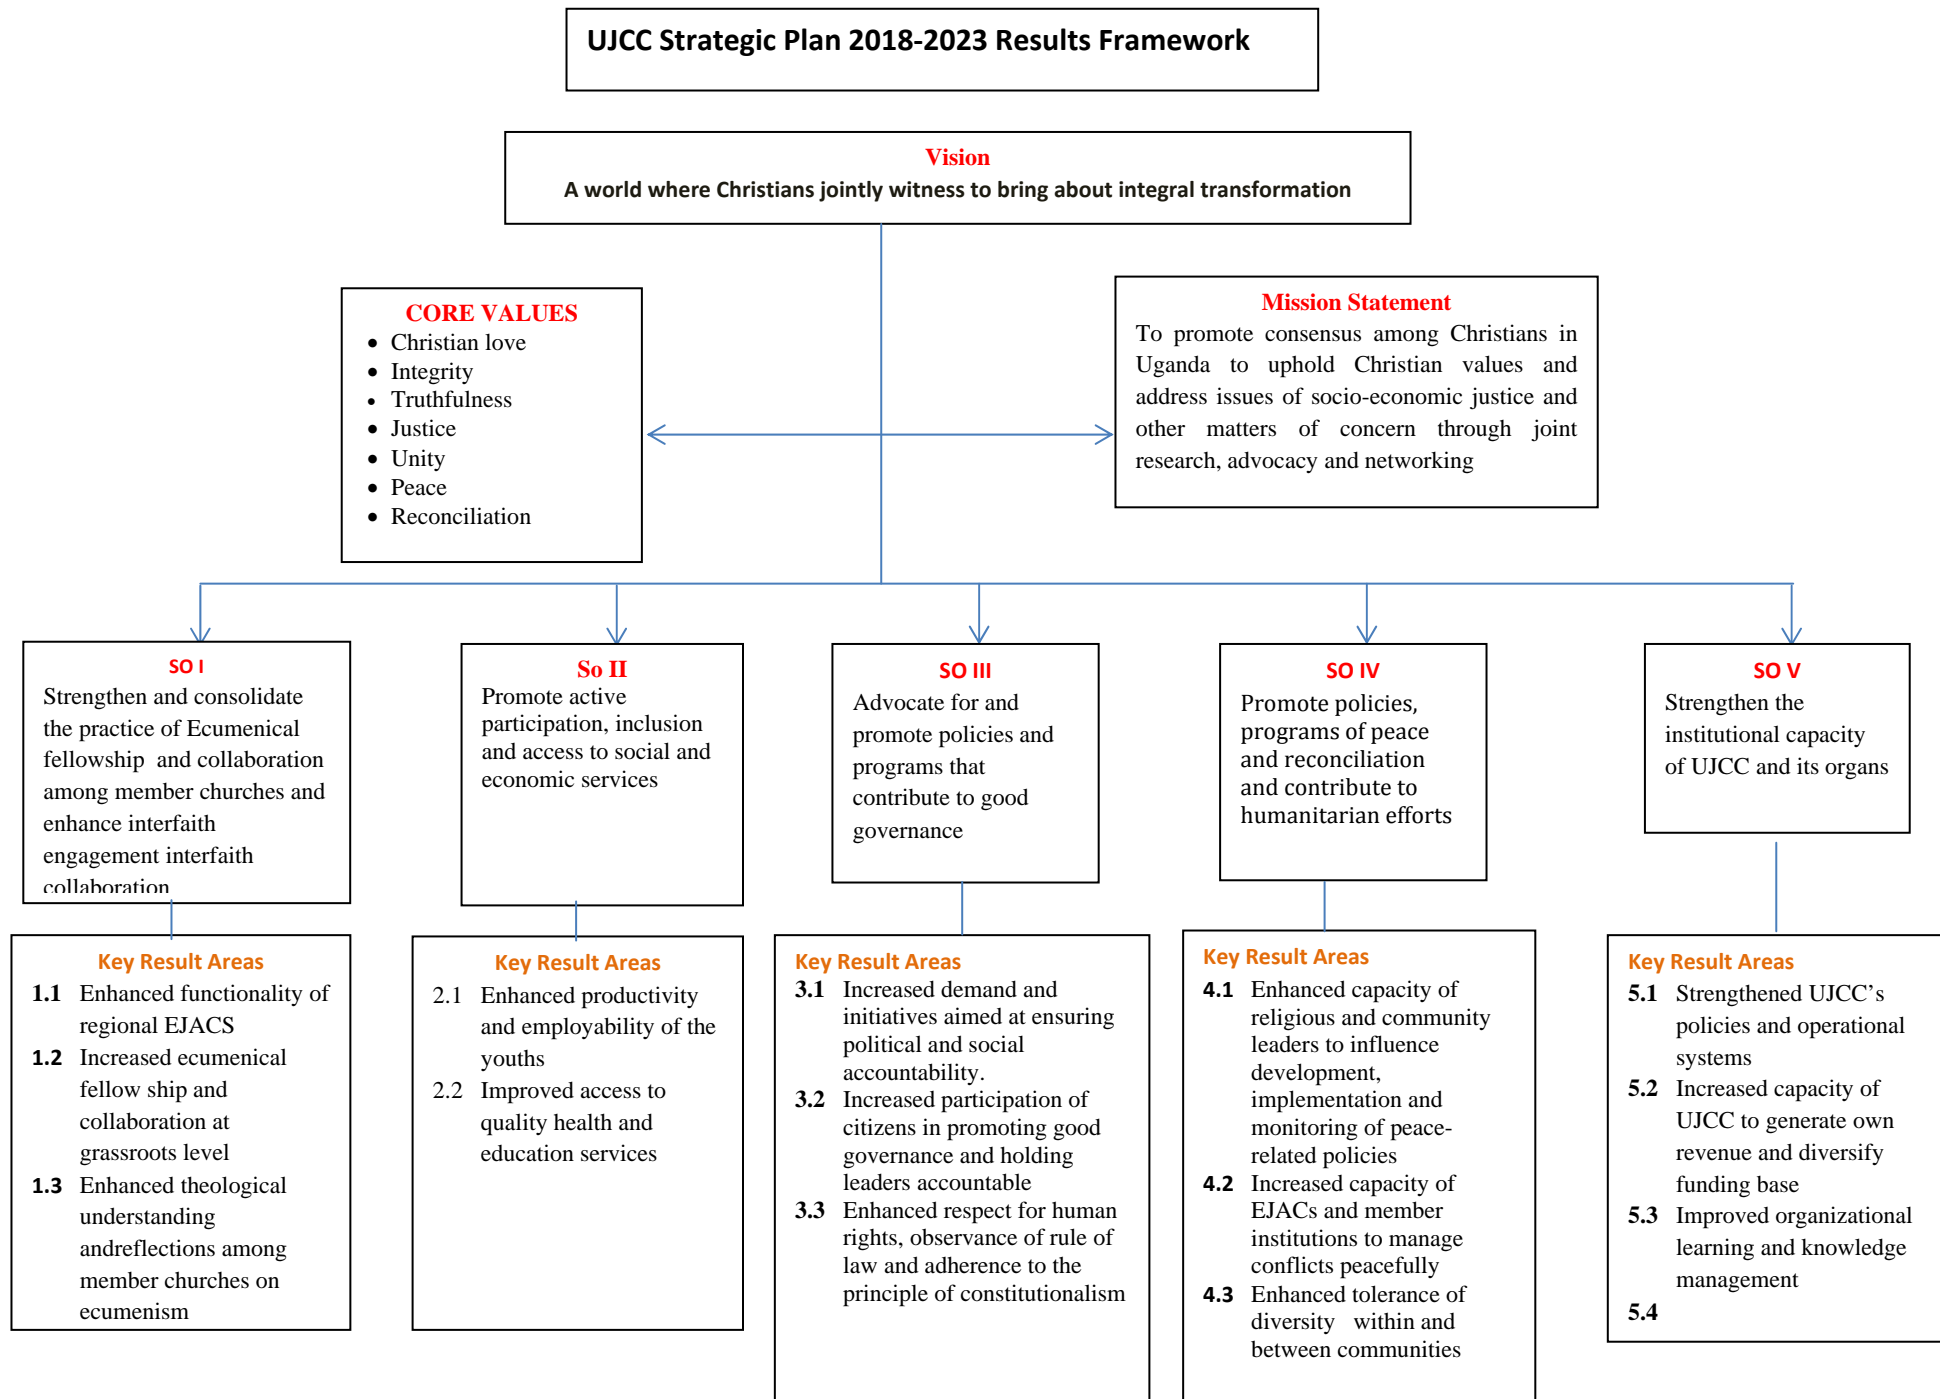 UJCC Strategic Plan 2018-2023 Results Framework
Vision
A world where Christians jointly witness to bring about integral transformation
CORE VALUES
• Christian love
• Integrity
• Truthfulness
• Justice
• Unity
• Peace
• Reconciliation
Mission Statement
To promote consensus among Christians in
Uganda to uphold Christian values and
address issues of socio-economic justice and
other matters of concern through joint
research, advocacy and networking
SO I
Strengthen and consolidate
the practice of Ecumenical
fellowship and collaboration
among member churches and
enhance interfaith
engagement interfaith
collaboration
So II
Promote active
participation, inclusion
and access to social and
economic services
SO III
Advocate for and
promote policies and
programs that
contribute to good
governance
SO IV
Promote policies,
programs of peace
and reconciliation
and contribute to
humanitarian efforts
SO V
Strengthen the
institutional capacity
of UJCC and its organs
Key Result Areas
1.1 Enhanced functionality of
regional EJACS
1.2 Increased ecumenical
fellow ship and
collaboration at
grassroots level
1.3 Enhanced theological
understanding
andreflections among
member churches on
ecumenism
Key Result Areas
2.1 Enhanced productivity
and employability of the
youths
2.2 Improved access to
quality health and
education services
Key Result Areas
3.1 Increased demand and
initiatives aimed at ensuring
political and social
accountability.
3.2 Increased participation of
citizens in promoting good
governance and holding
leaders accountable
3.3 Enhanced respect for human
rights, observance of rule of
law and adherence to the
principle of constitutionalism
Key Result Areas
4.1 Enhanced capacity of
religious and community
leaders to influence
development,
implementation and
monitoring of peace-
related policies
4.2 Increased capacity of
EJACs and member
institutions to manage
conflicts peacefully
4.3 Enhanced tolerance of
diversity within and
between communities
Key Result Areas
5.1 Strengthened UJCC’s
policies and operational
systems
5.2 Increased capacity of
UJCC to generate own
revenue and diversify
funding base
5.3 Improved organizational
learning and knowledge
management
5.4